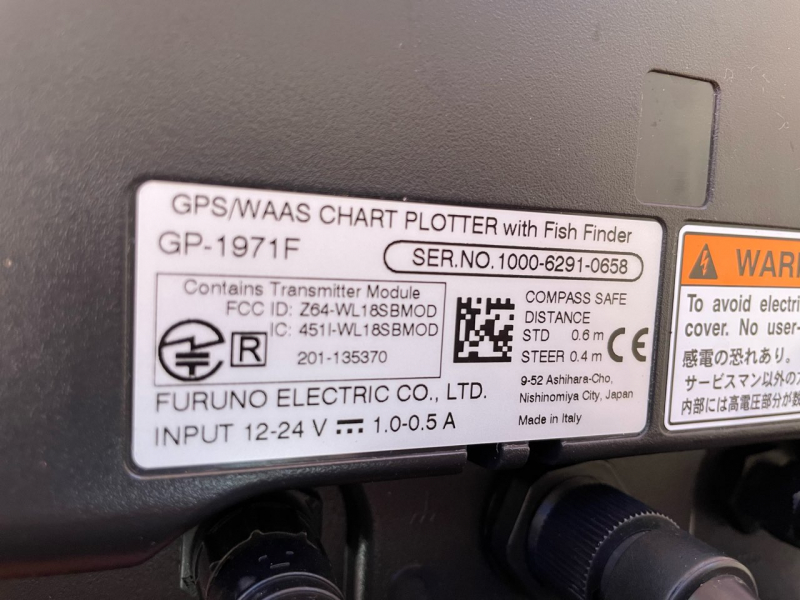 GPS/WAAS CHART PLOTTER with Fish Finder
GP-1971F
SER.NO.1000-6291-0658
Contains Transmitter Module
FCC ID: Z64-WL18SBMOD
IC: 451I-WL18SBMOD
R
201-135370
COMPASS SAFE
DISTANCE
STD 0.6 m
STEER 0.4 m
CE
FURUNO ELECTRIC CO., LTD.
9-52 Ashihara-Cho,
Nishinomiya City, Japan
INPUT 12-24 V 1.0-0.5 A
Made in Italy
To avoid
cover. No
感電の恐れあり。
サービスマン以外の
内部には高電圧部分が